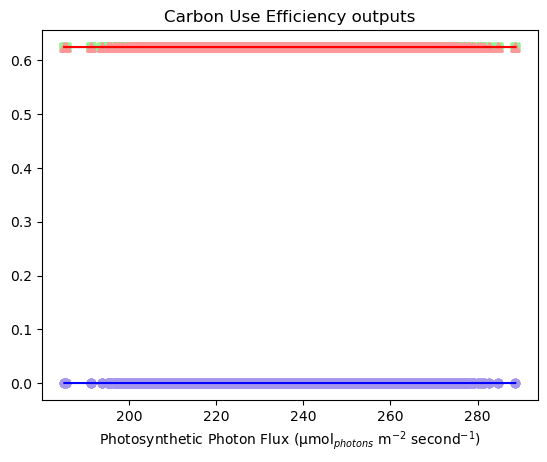 Carbon Use Efficiency outputs
0.6
0.5
0.4
0.3
0.2
0.1
0.0
200 220 240 260 280
Photosynthetic Photon Flux (μmol$_{photons}$ m$^{-2}$ second$^{-1}$)